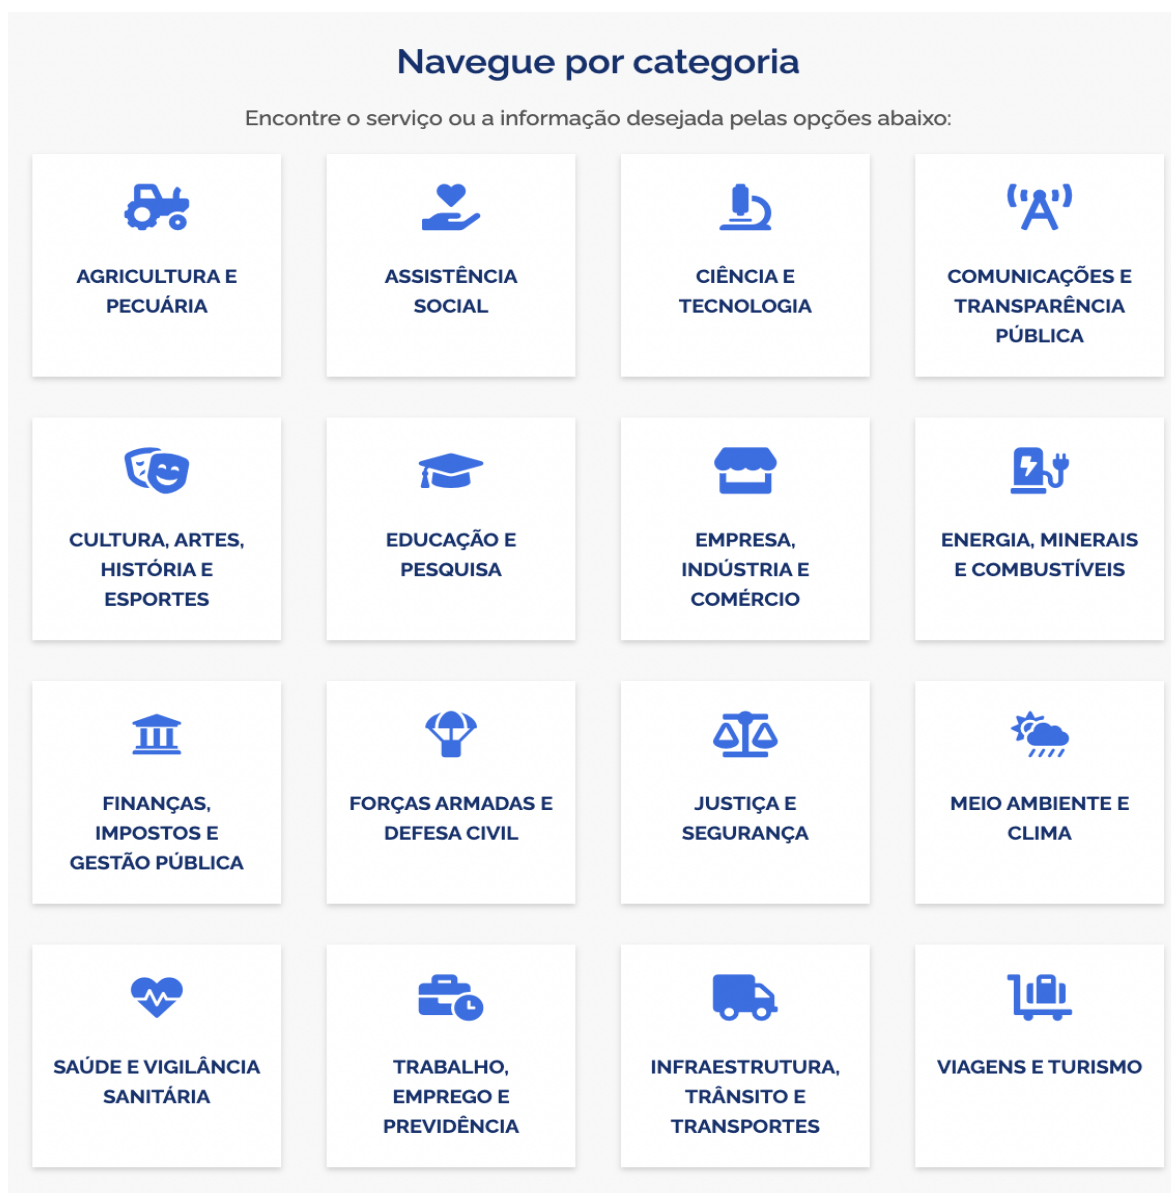 Navegue por categoria
Encontre o serviço ou a informação desejada pelas opções abaixo:
AGRICULTURA E
PECUÁRIA
ASSISTÊNCIA
SOCIAL
CIÊNCIA E
TECNOLOGIA
COMUNICAÇÕES E
TRANSPARÊNCIA
PÚBLICA
CULTURA, ARTES,
HISTÓRIA E
ESPORTES
EDUCAÇÃO E
PESQUISA
EMPRESA,
INDÚSTRIA E
COMÉRCIO
ENERGIA, MINERAIS
E COMBUSTÍVEIS
FINANÇAS,
IMPOSTOS E
GESTÃO PÚBLICA
FORÇAS ARMADAS E
DEFESA CIVIL
JUSTIÇA E
SEGURANÇA
MEIO AMBIENTE E
CLIMA
SAÚDE E VIGILÂNCIA
SANITÁRIA
TRABALHO,
EMPREGO E
PREVIDÊNCIA
INFRAESTRUTURA,
TRÂNSITO E
TRANSPORTES
VIAGENS E TURISMO